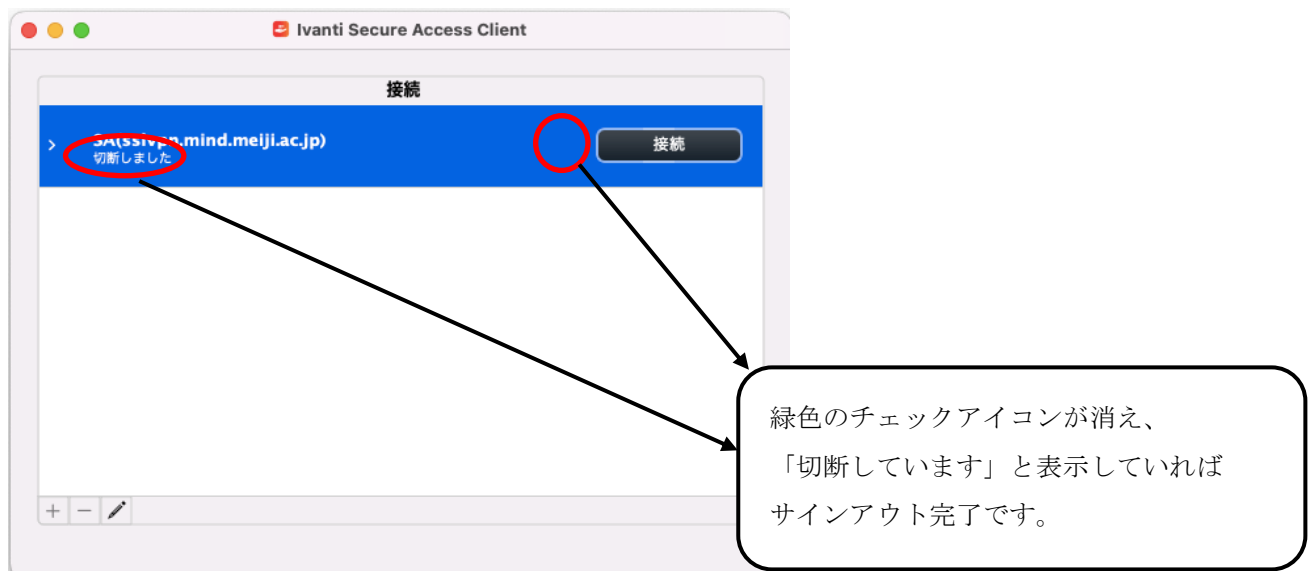 Ivanti Secure Access Client
接続
SA(sslvpn.mind.meiji.ac.jp)
切断しました
接続
緑色のチェックアイコンが消え、
「切断しています」と表示していれば
サインアウト完了です。